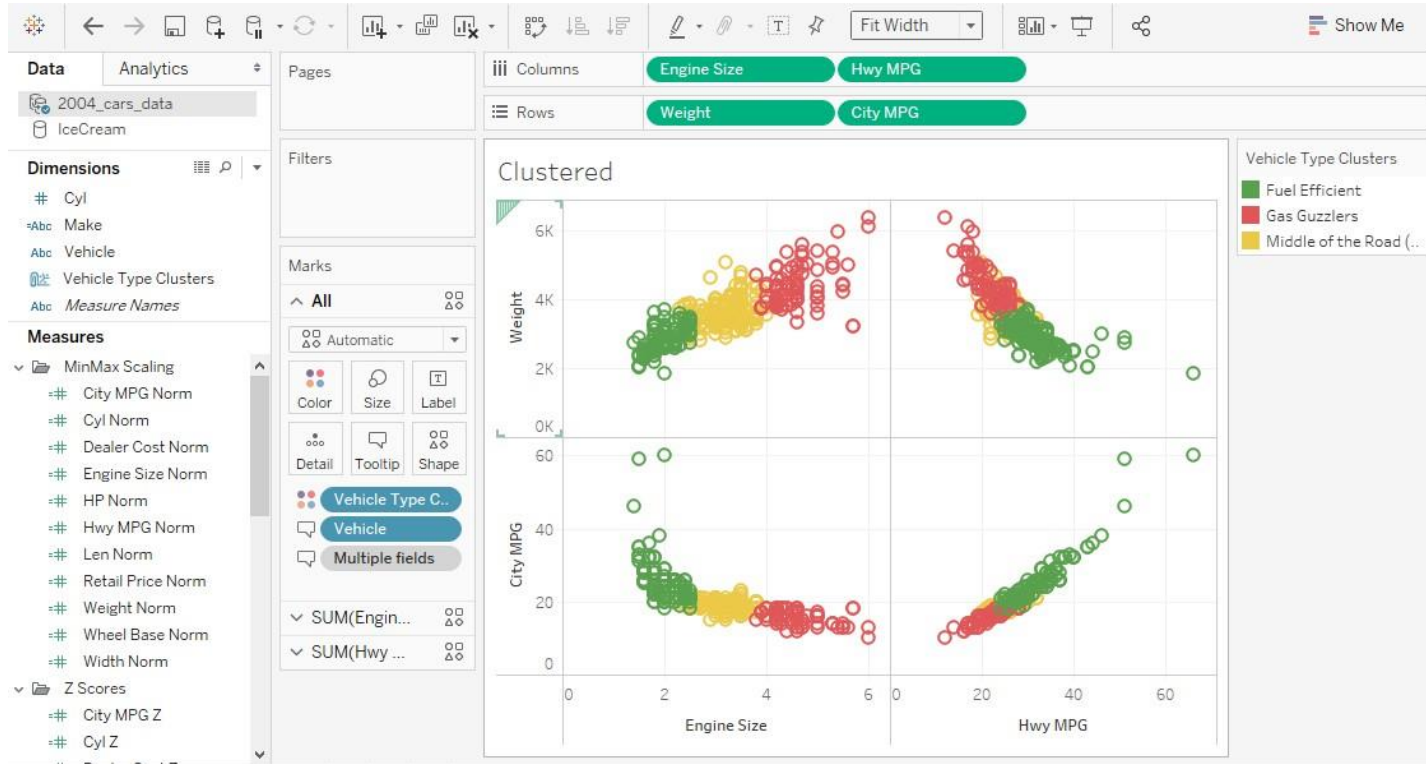 Fit Width
Show Me
Data
Analytics
2004_cars_data
IceCream
Dimensions
# Cyl
=Abc Make
Abc Vehicle
Vehicle Type Clusters
Abc Measure Names
Measures
MinMax Scaling
=# City MPG Norm
=# Cyl Norm
=# Dealer Cost Norm
=# Engine Size Norm
=# HP Norm
=# Hwy MPG Norm
=# Len Norm
=# Retail Price Norm
=# Weight Norm
=# Wheel Base Norm
=# Width Norm
Z Scores
=# City MPG Z
=# Cyl Z
Pages
Filters
Marks
All
Automatic
Color
Size
Label
Detail
Tooltip
Shape
Vehicle Type C..
Vehicle
Multiple fields
SUM(Engin...
SUM(Hwy ...
iii Columns
Engine Size
Hwy MPG
Rows
Weight
City MPG
Clustered
6K
4K
2K
0K
Weight
60
40
20
0
City MPG
0 2 4 6
0 20 40 60
Engine Size
Hwy MPG
Vehicle Type Clusters
Fuel Efficient
Gas Guzzlers
Middle of the Road (..